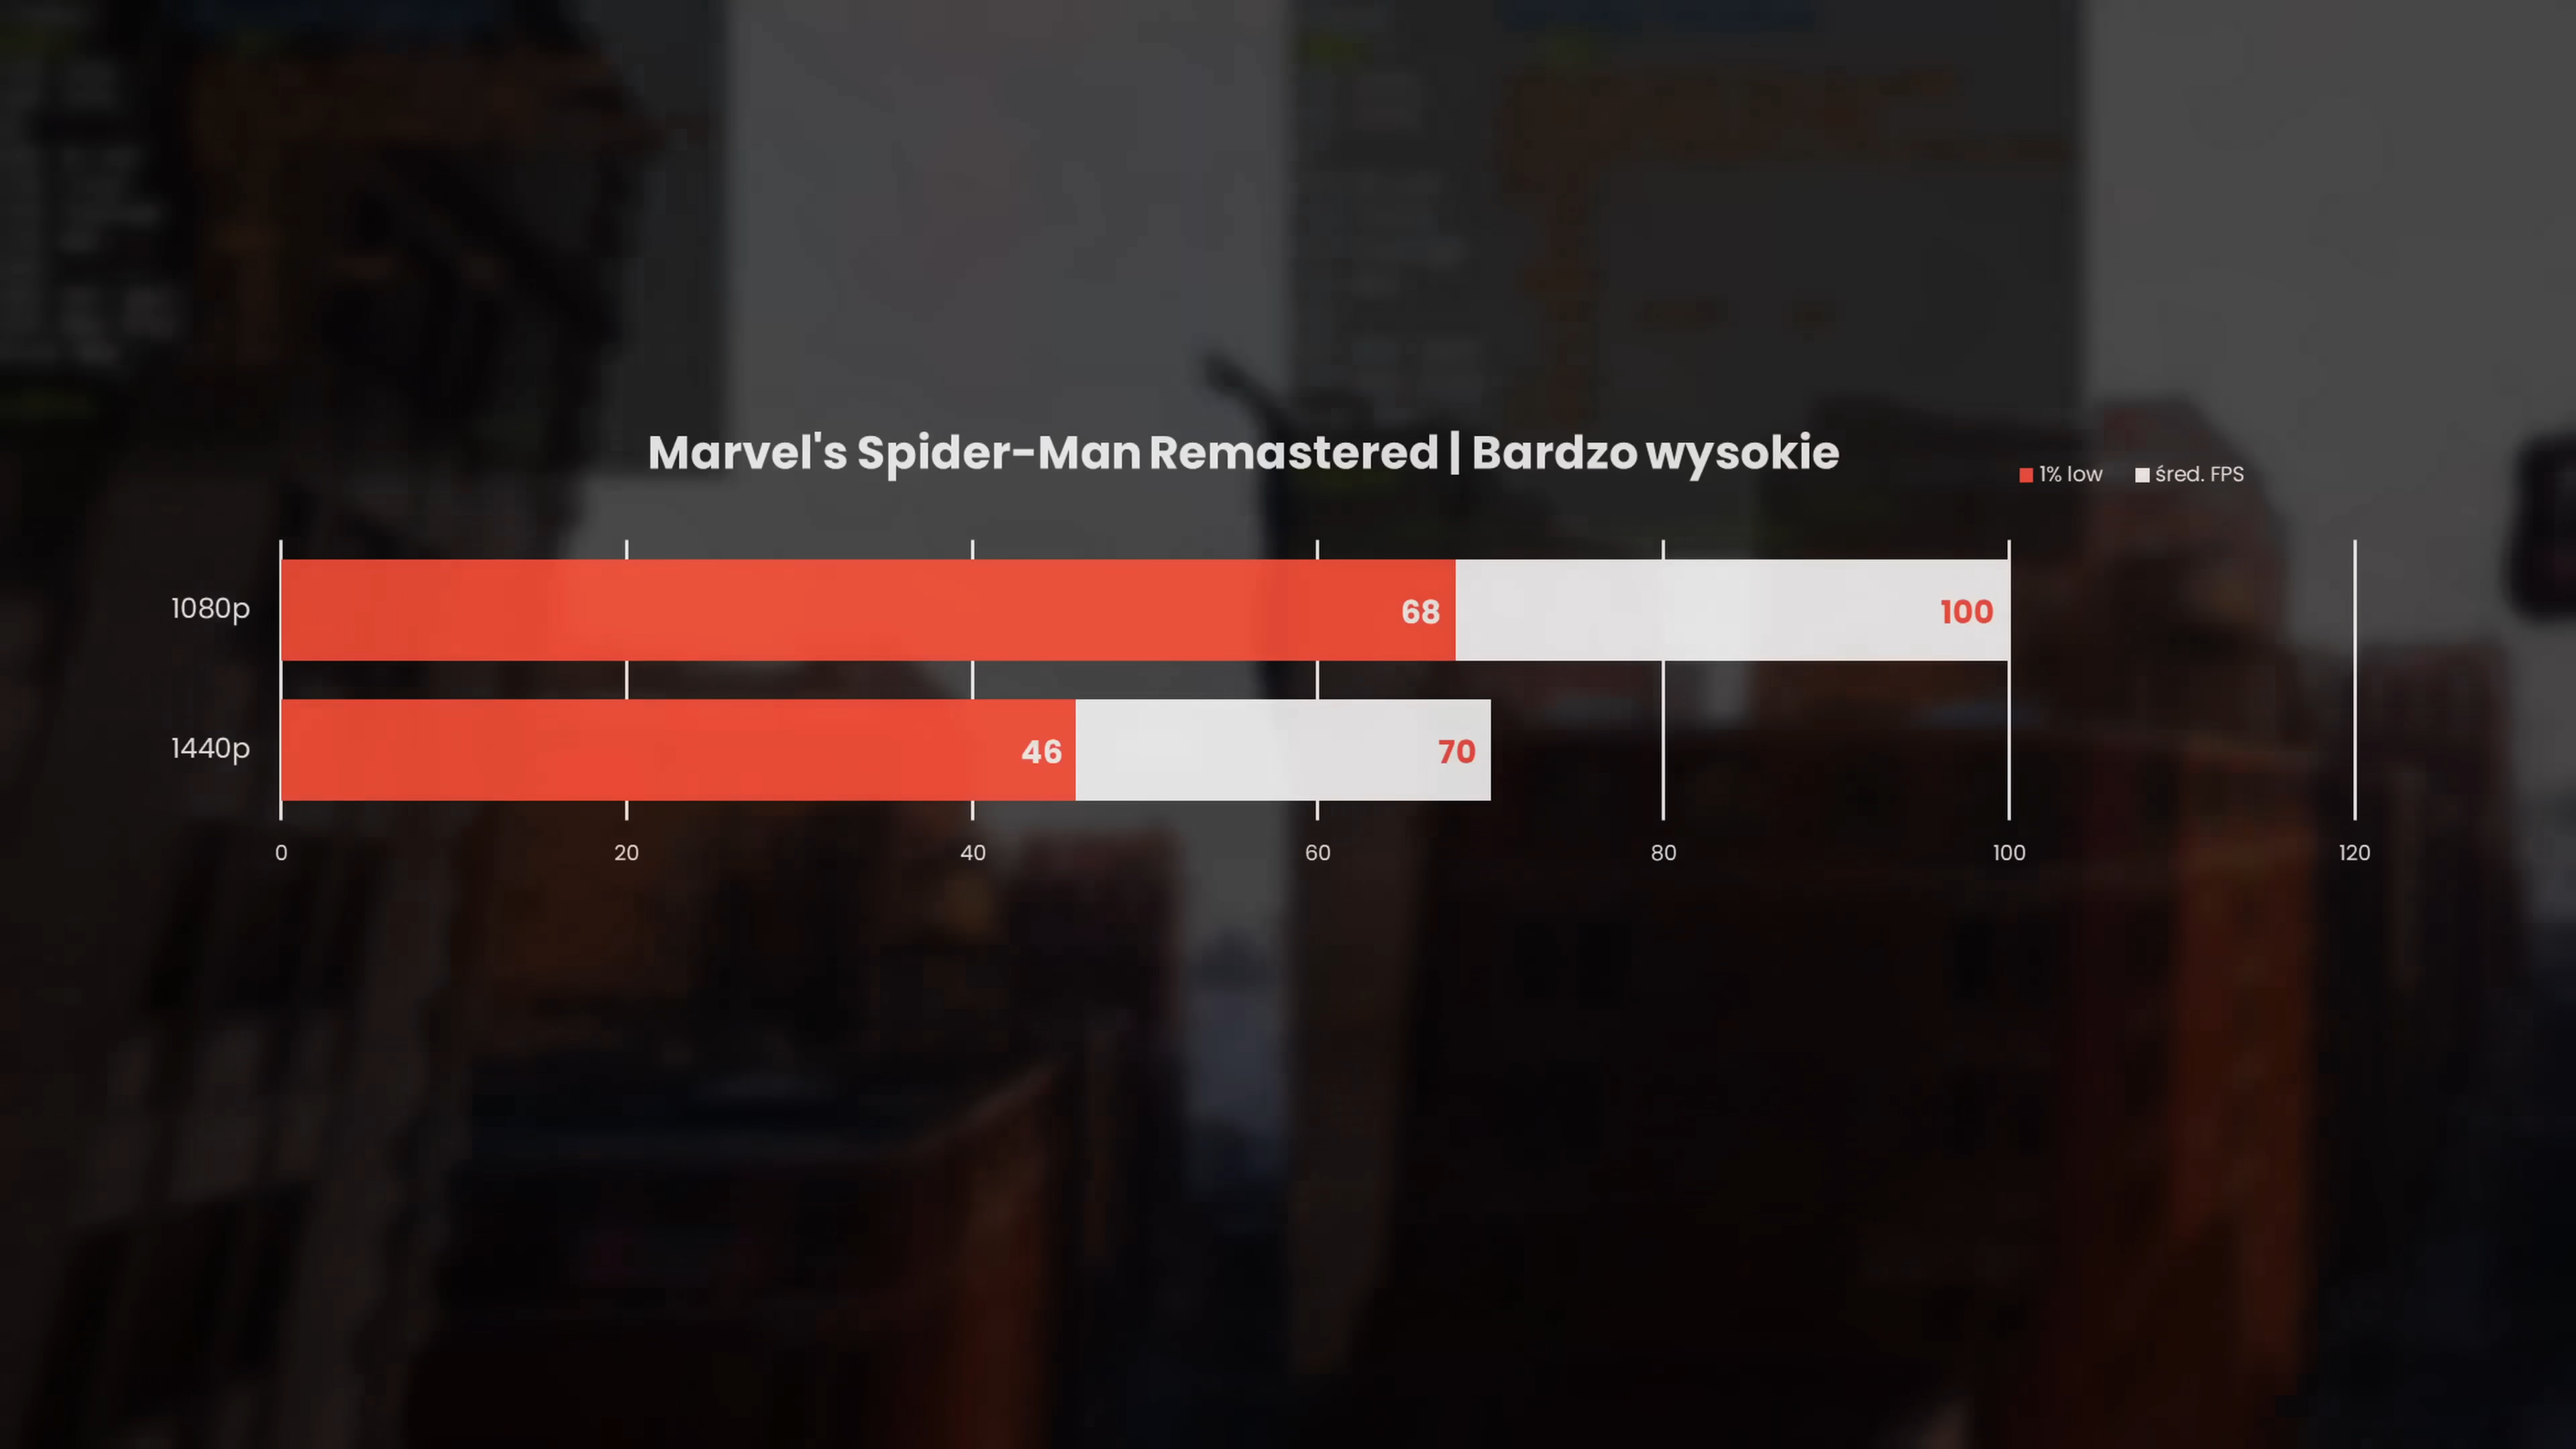 Marvel's Spider-Man Remastered | Bardzo wysokie
1% low śred. FPS
1080p 68 100
1440p 46 70
0 20 40 60 80 100 120